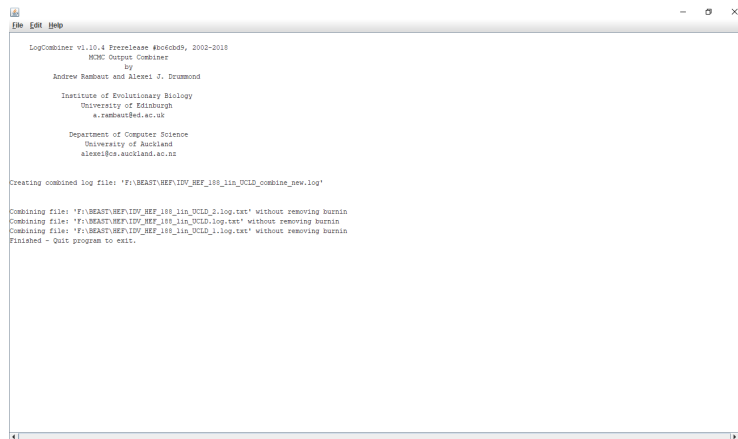 File Edit Help
LogCombiner v1.10.4 Prerelease #bc6cbd9, 2002-2018
MCMC Output Combiner
by
Andrew Rambaut and Alexei J. Drummond
Institute of Evolutionary Biology
University of Edinburgh
a.rambaut@ed.ac.uk
Department of Computer Science
University of Auckland
alexei@cs.auckland.ac.nz
Creating combined log file: 'F:\BEAST\HEF\IDV_HEF_188_lin_UCLD_combine_new.log'
Combining file: 'F:\BEAST\HEF\IDV_HEF_188_lin_UCLD_2.log.txt' without removing burnin
Combining file: 'F:\BEAST\HEF\IDV_HEF_188_lin_UCLD.log.txt' without removing burnin
Combining file: 'F:\BEAST\HEF\IDV_HEF_188_lin_UCLD_1.log.txt' without removing burnin
Finished - Quit program to exit.